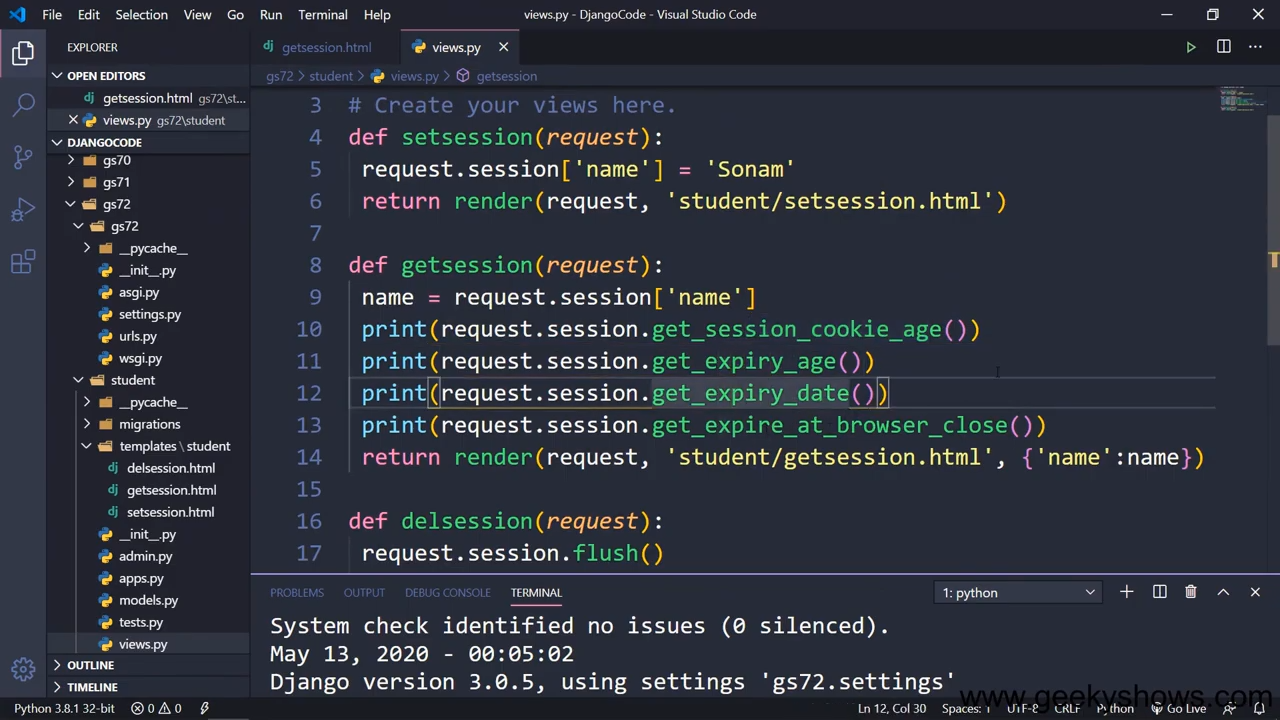 File Edit Selection View Go Run Terminal Help views.py - DjangoCode - Visual Studio Code
EXPLORER
OPEN EDITORS
getsession.html gs72\st...
views.py gs72\student
DJANGOCODE
gs70
gs71
gs72
gs72
__pycache__
__init__.py
asgi.py
settings.py
urls.py
wsgi.py
student
__pycache__
migrations
templates \ student
delsession.html
getsession.html
setsession.html
__init__.py
admin.py
apps.py
models.py
tests.py
views.py
OUTLINE
TIMELINE
getsession.html views.py
gs72 > student > views.py > getsession
3 # Create your views here.
4 def setsession(request):
5 request.session['name'] = 'Sonam'
6 return render(request, 'student/setsession.html')
7
8 def getsession(request):
9 name = request.session['name']
10 print(request.session.get_session_cookie_age())
11 print(request.session.get_expiry_age())
12 print(request.session.get_expiry_date())
13 print(request.session.get_expire_at_browser_close())
14 return render(request, 'student/getsession.html', {'name':name})
15
16 def delsession(request):
17 request.session.flush()
PROBLEMS OUTPUT DEBUG CONSOLE TERMINAL 1: python
System check identified no issues (0 silenced).
May 13, 2020 - 00:05:02
Django version 3.0.5, using settings 'gs72.settings'
www.geekyshows.com
Python 3.8.1 32-bit 0 0 Ln 12, Col 30 Spaces: 1 UTF-8 CRLF Python Go Live